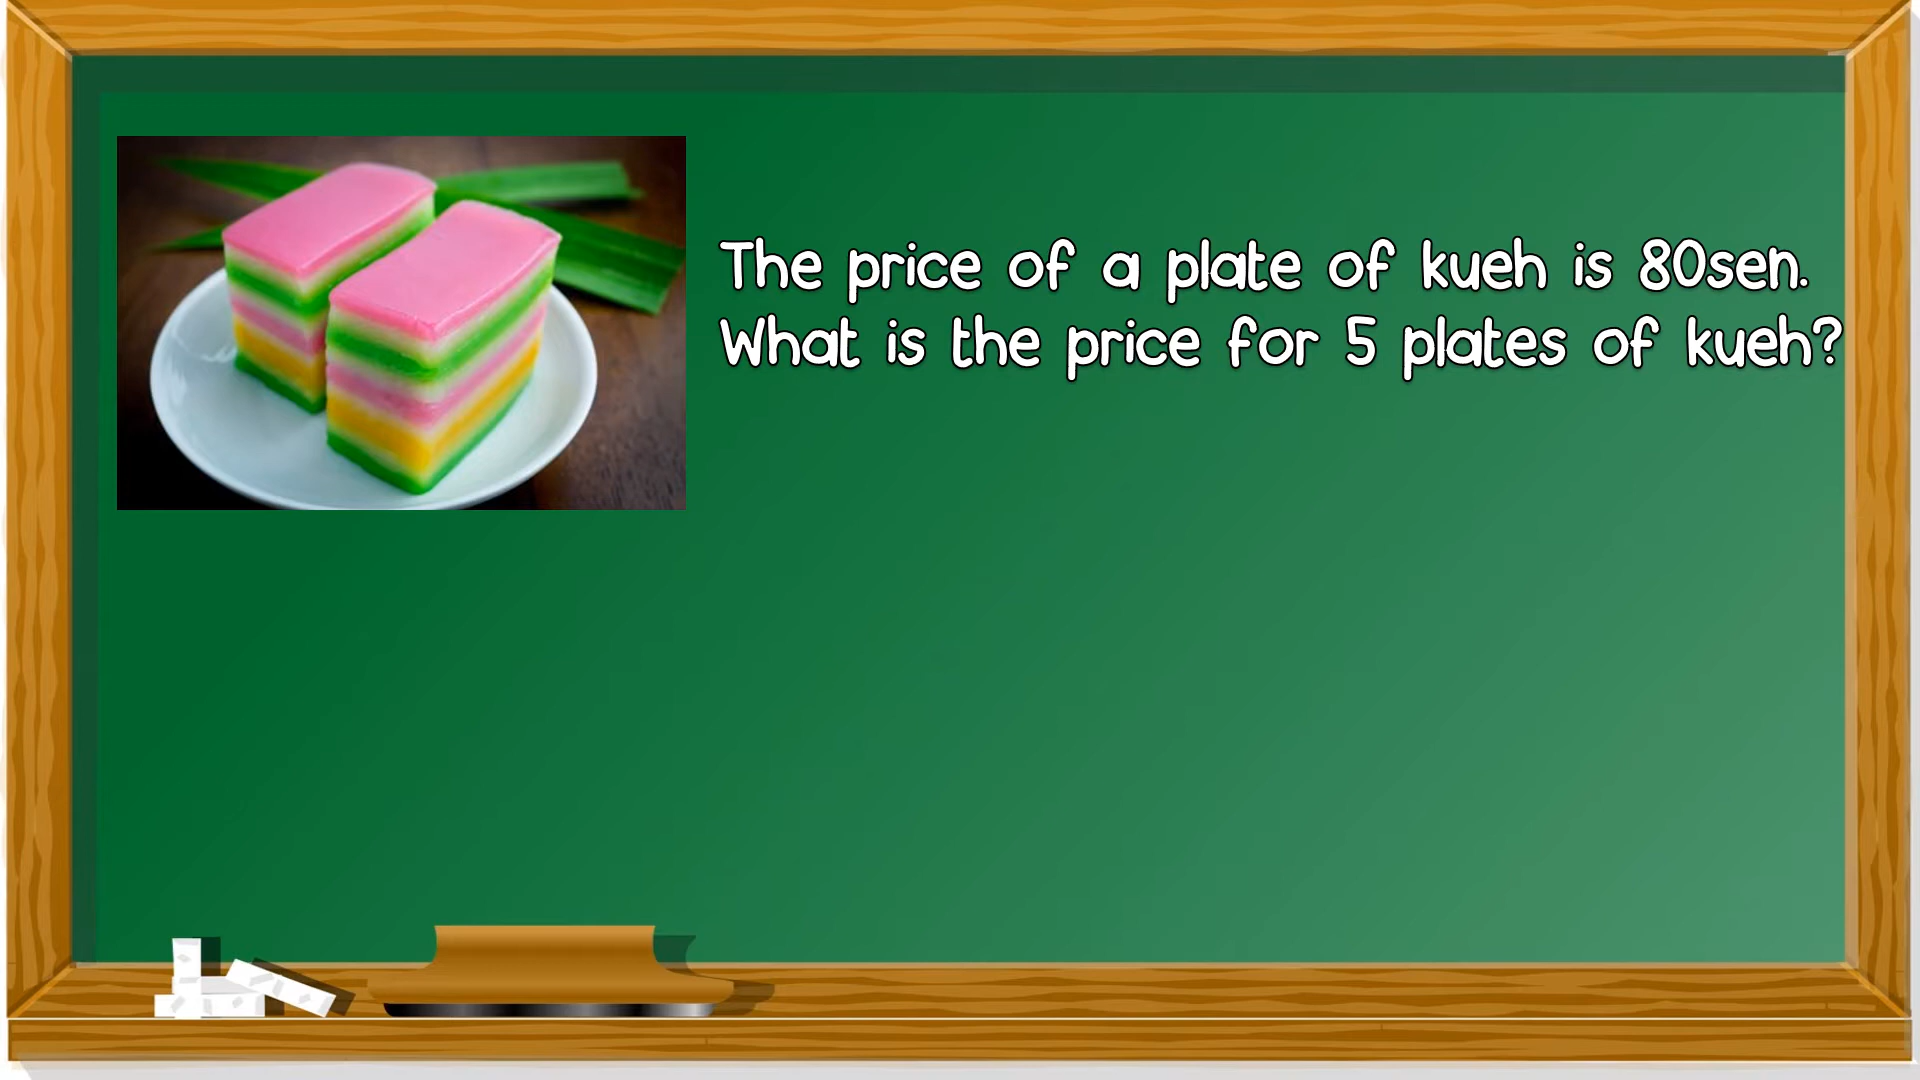 The price of a plate of kueh is 80sen.
What is the price for 5 plates of kueh?